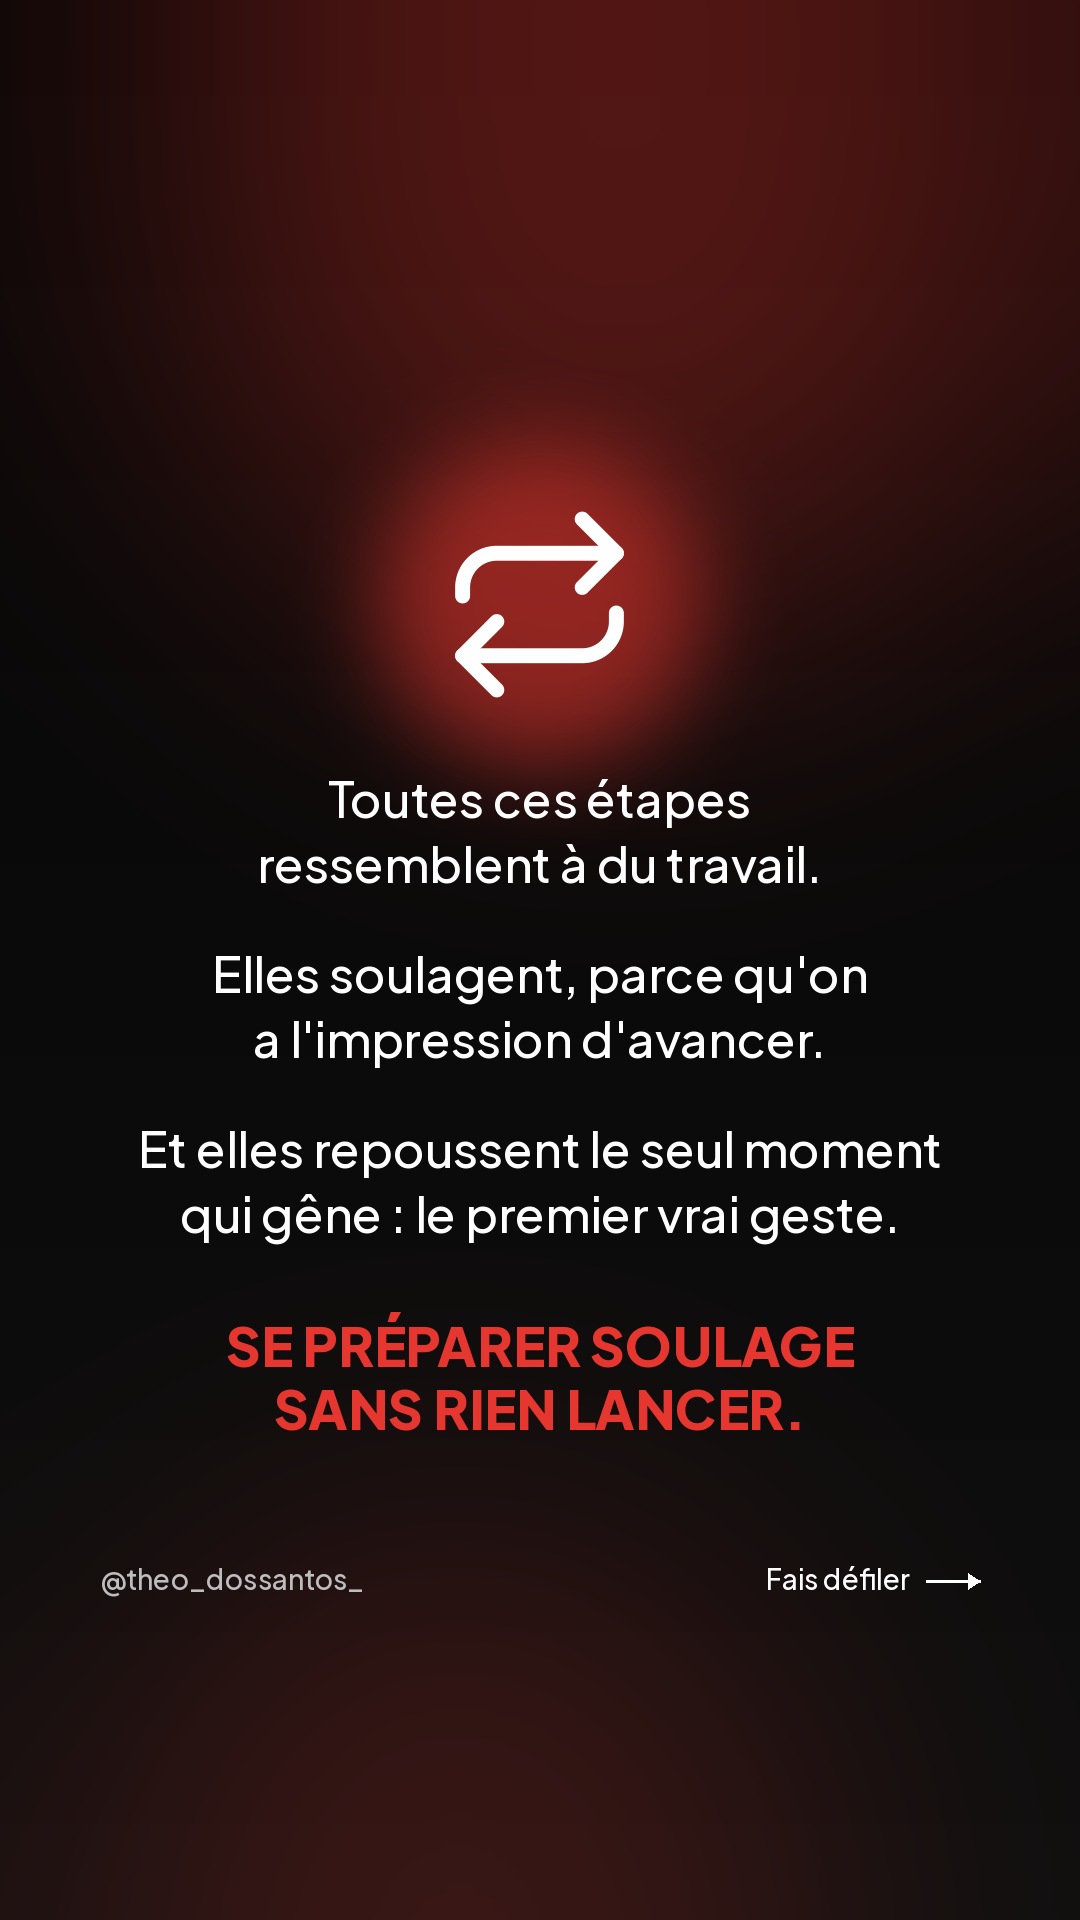 Toutes ces étapes
ressemblent à du travail.
Elles soulagent, parce qu'on
a l'impression d'avancer.
Et elles repoussent le seul moment
qui gêne : le premier vrai geste.
SE PRÉPARER SOULAGE
SANS RIEN LANCER.
@theo_dossantos_
Fais défiler